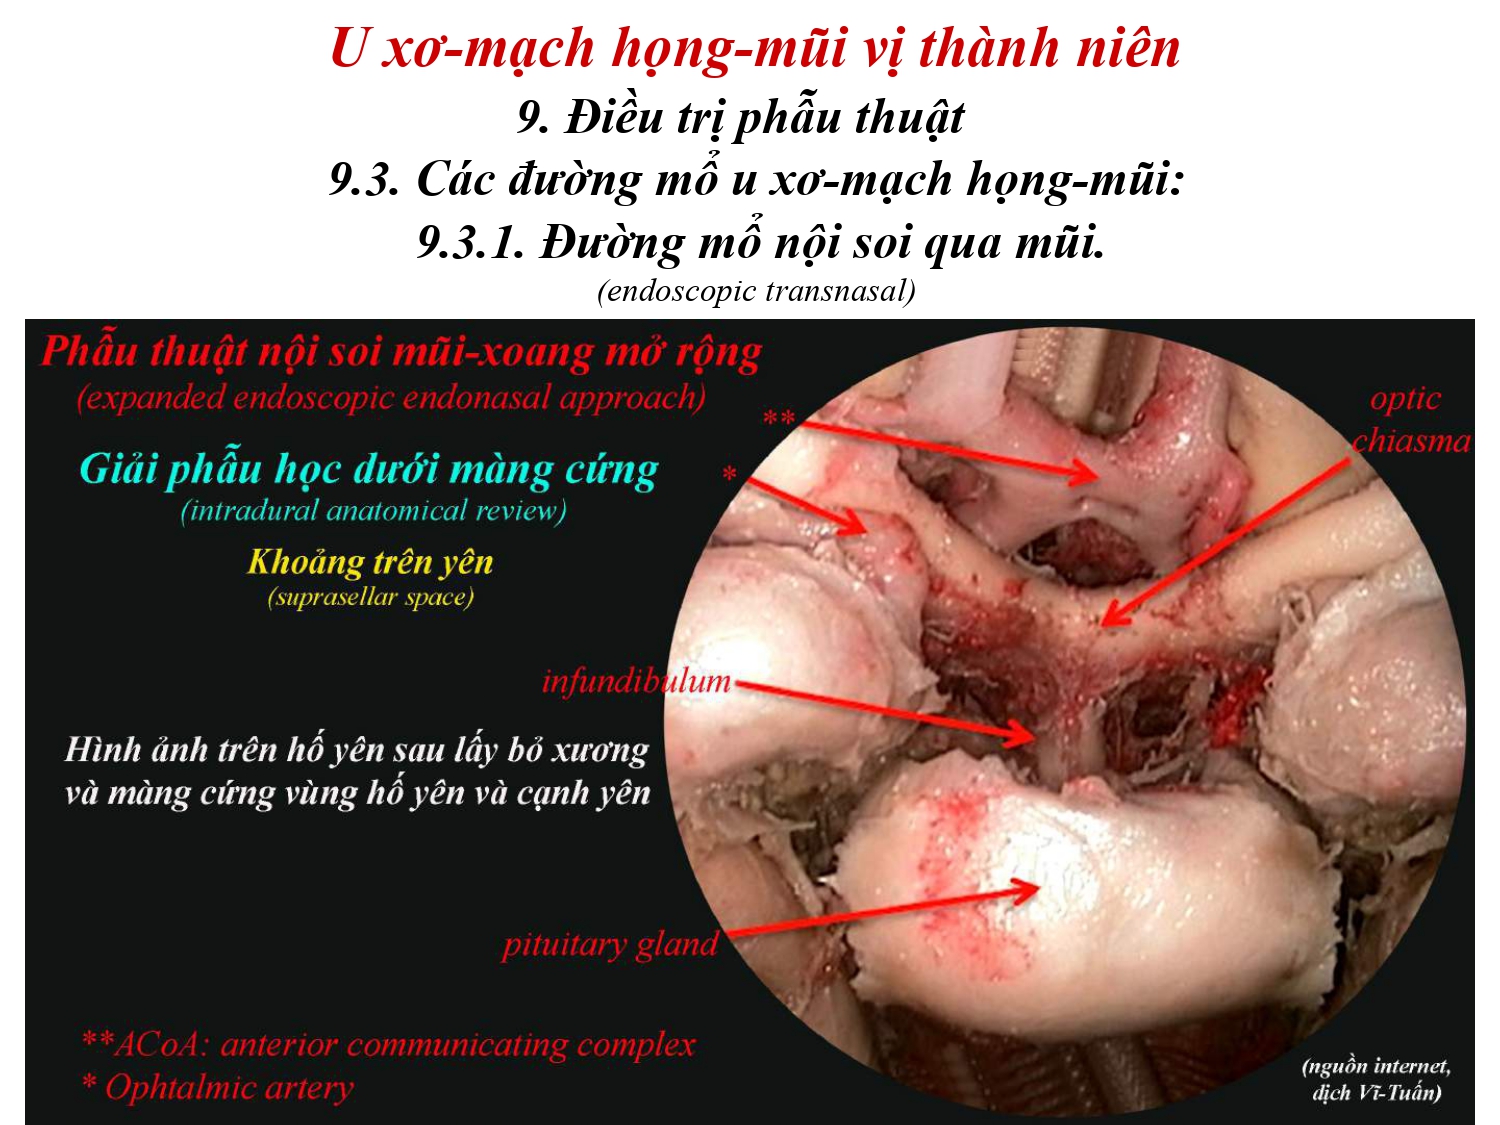 U xơ-mạch họng-mũi vị thành niên
9. Điều trị phẫu thuật
9.3. Các đường mổ u xơ-mạch họng-mũi:
9.3.1. Đường mổ nội soi qua mũi.
(endoscopic transnasal)
Phẫu thuật nội soi mũi-xoang mở rộng
(expanded endoscopic endonasal approach)
**
optic
chiasma
Giải phẫu học dưới màng cứng
*
(intradural anatomical review)
Khoảng trên yên
(suprasellar space)
infundibulum
Hình ảnh trên hố yên sau lấy bỏ xương
và màng cứng vùng hố yên và cạnh yên
pituitary gland
**ACoA: anterior communicating complex
* Ophtalmic artery
(nguồn internet,
dịch Vĩ-Tuấn)